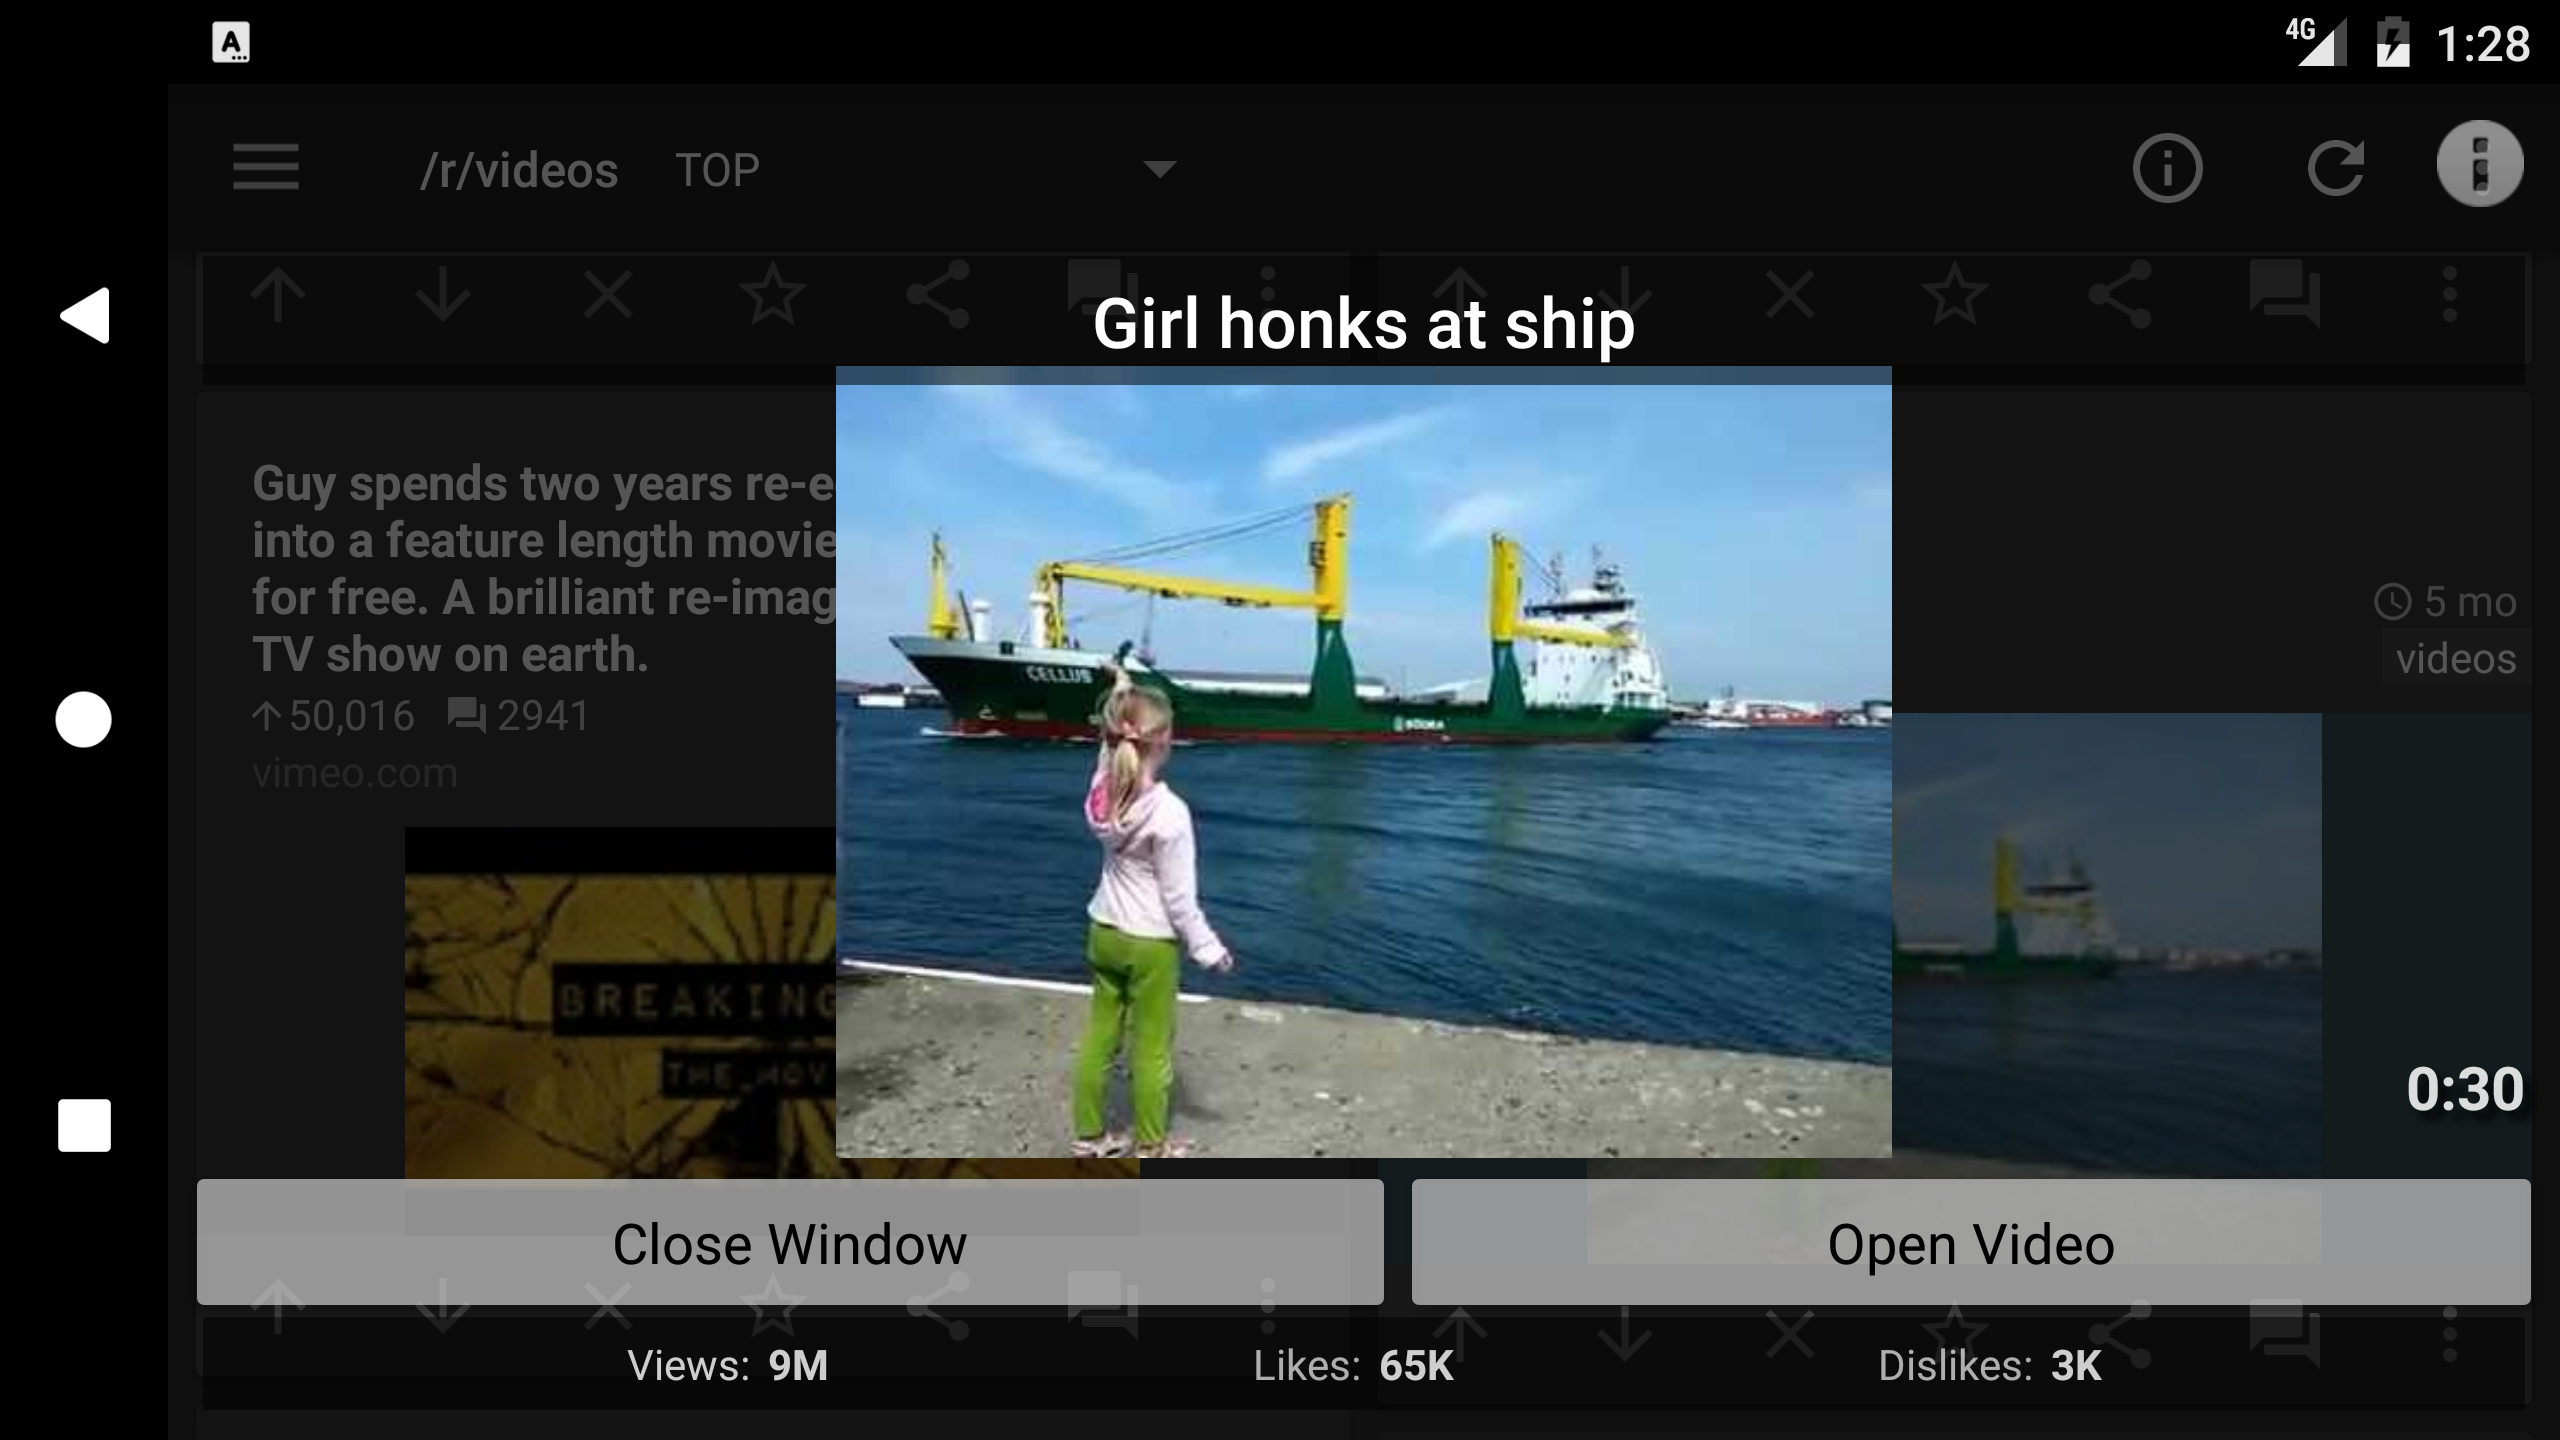 A
4G
1:28
/r/videos TOP
Girl honks at ship
Guy spends two years re-e
into a feature length movie
for free. A brilliant re-imag
TV show on earth.
50,016 2941
vimeo.com
5 mo
videos
CELLUS
BREAKING
THE_MOV
0:30
Close Window
Open Video
Views: 9M
Likes: 65K
Dislikes: 3K